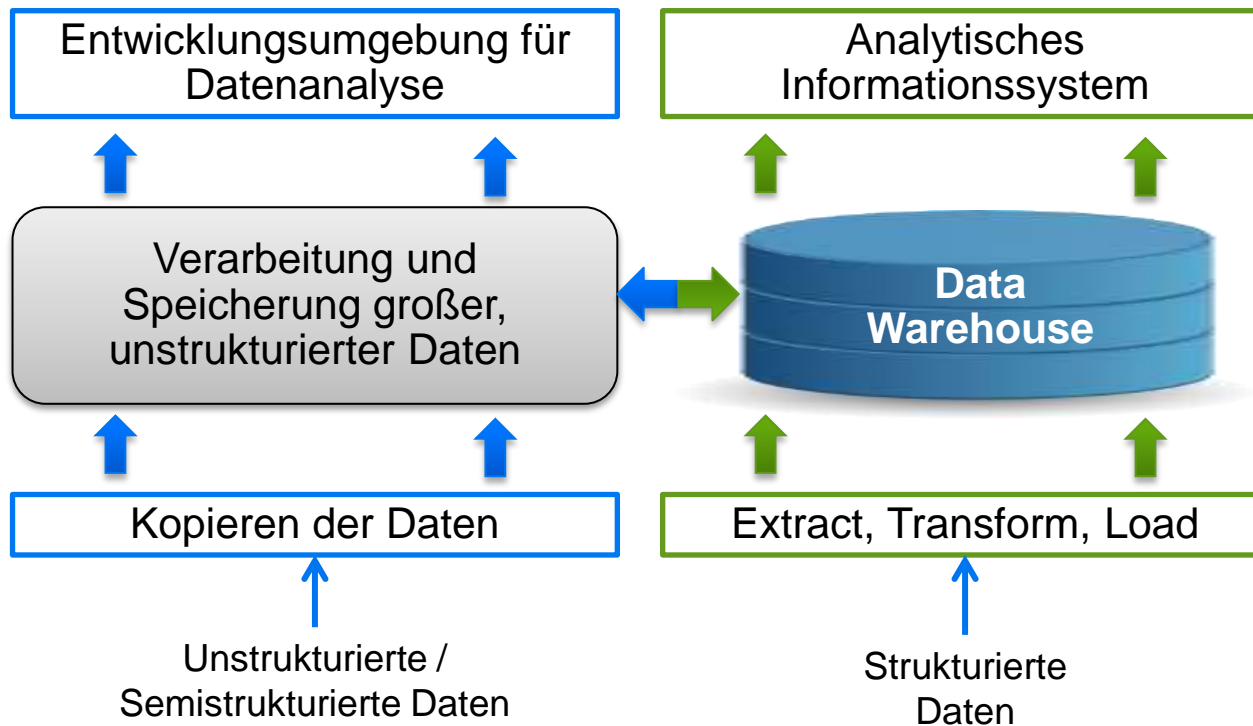 Entwicklungsumgebung für
Datenanalyse
Analytisches
Informationssystem
Verarbeitung und
Speicherung großer,
unstrukturierter Daten
Data
Warehouse
Kopieren der Daten
Extract, Transform, Load
Unstrukturierte /
Semistrukturierte Daten
Strukturierte
Daten